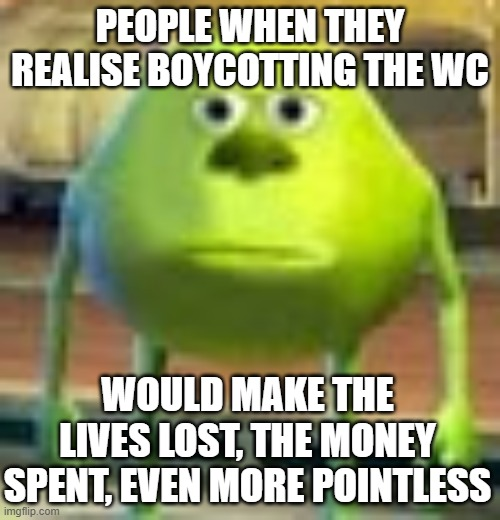 PEOPLE WHEN THEY
REALISE BOYCOTTING THE WC
WOULD MAKE THE
LIVES LOST, THE MONEY
SPENT, EVEN MORE POINTLESS
imgflip.com